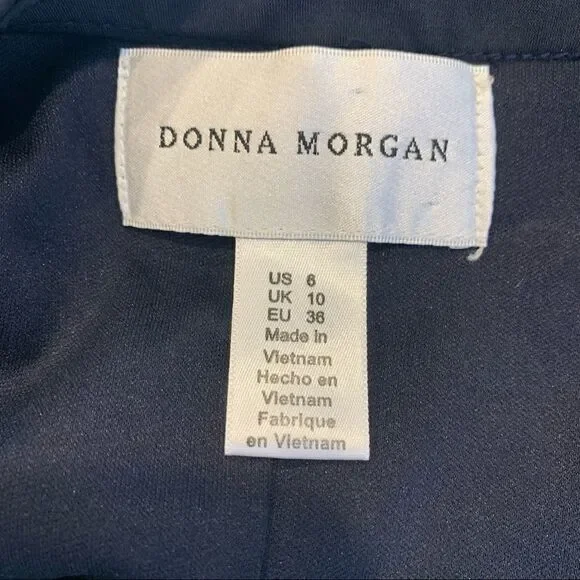 DONNA MORGAN
US 6
UK 10
EU 36
Made in
Vietnam
Hecho en
Vietnam
Fabrique
en Vietnam